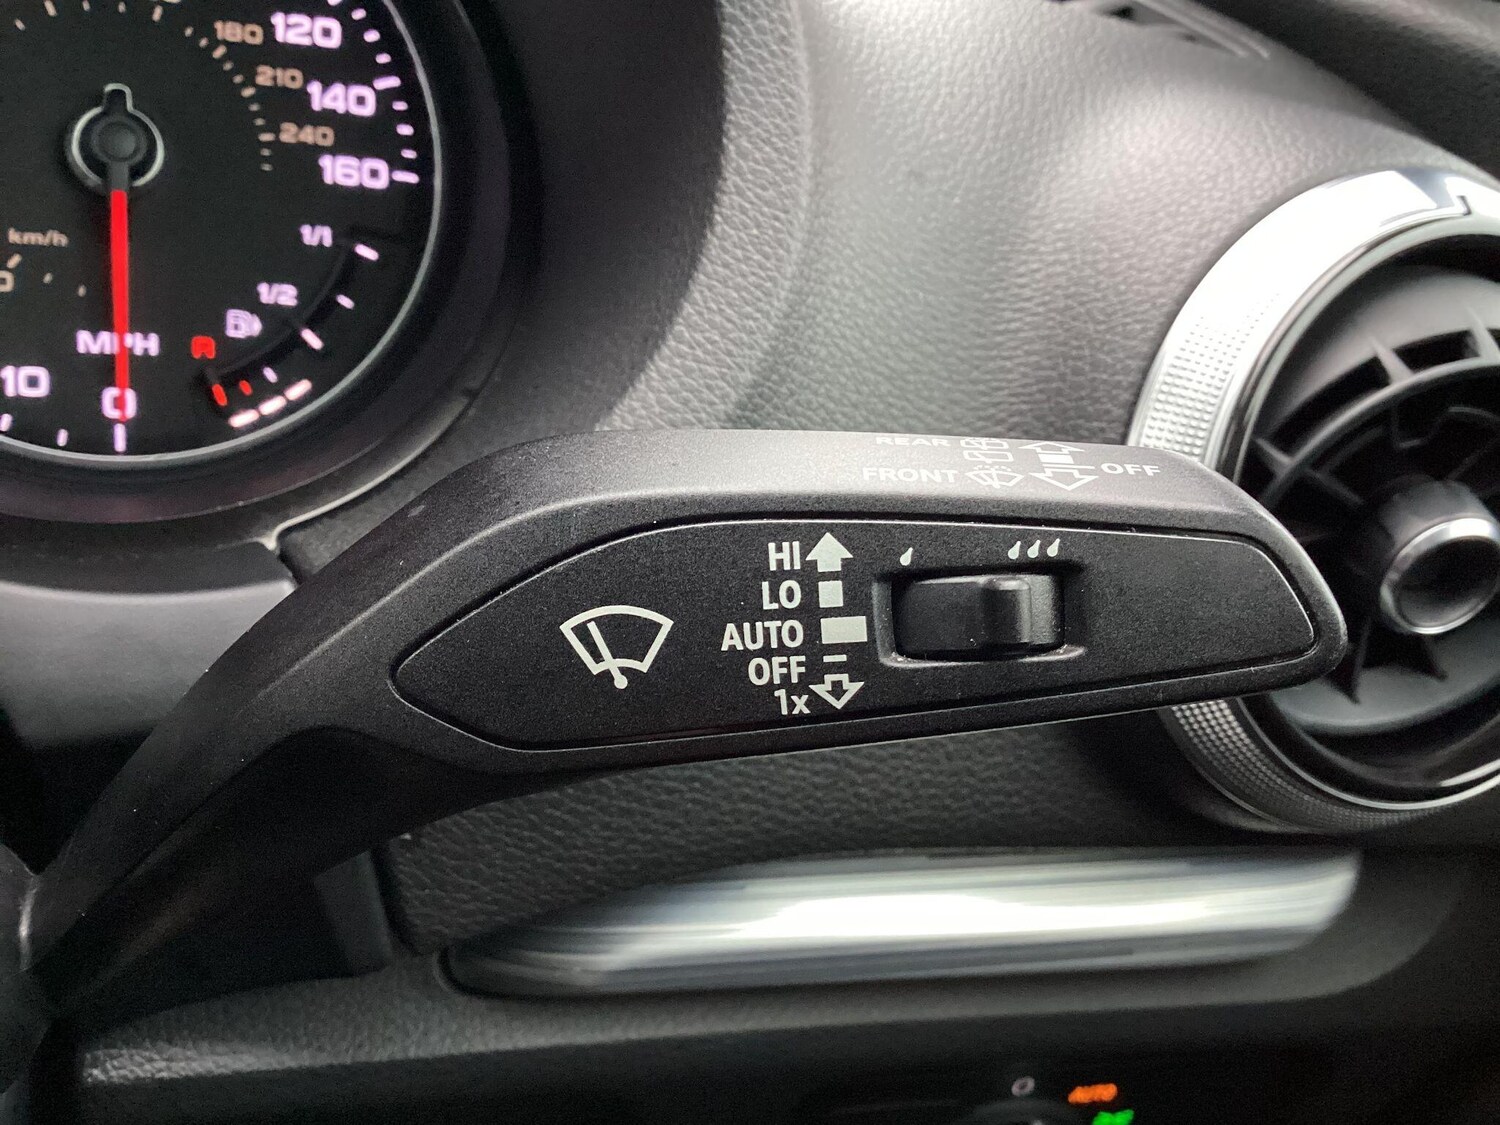 180 120
210
140
240
160
km/h
1/1
1/2
MPH
R
10
0
REAR
FRONT OFF
HI
LO
AUTO
OFF
1x
AUTO